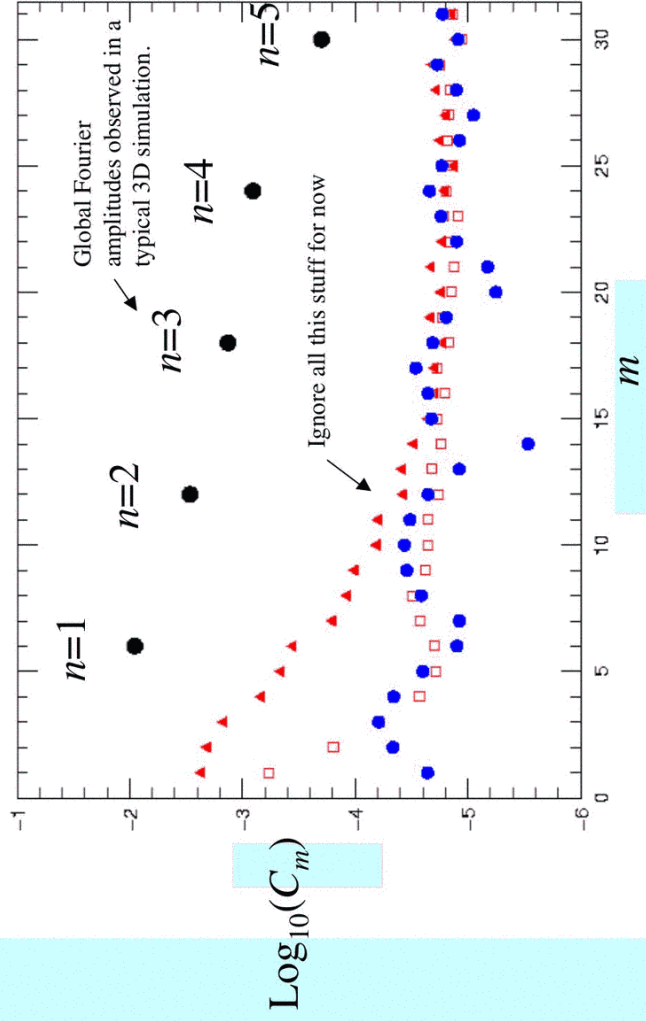 Global Fourier
amplitudes observed in a
typical 3D simulation.
n=1
n=2
n=3
n=4
n=5
Ignore all this stuff for now
Log10(Cm)
-1
-2
-3
-4
-5
-6
0
5
10
15
20
25
30
m